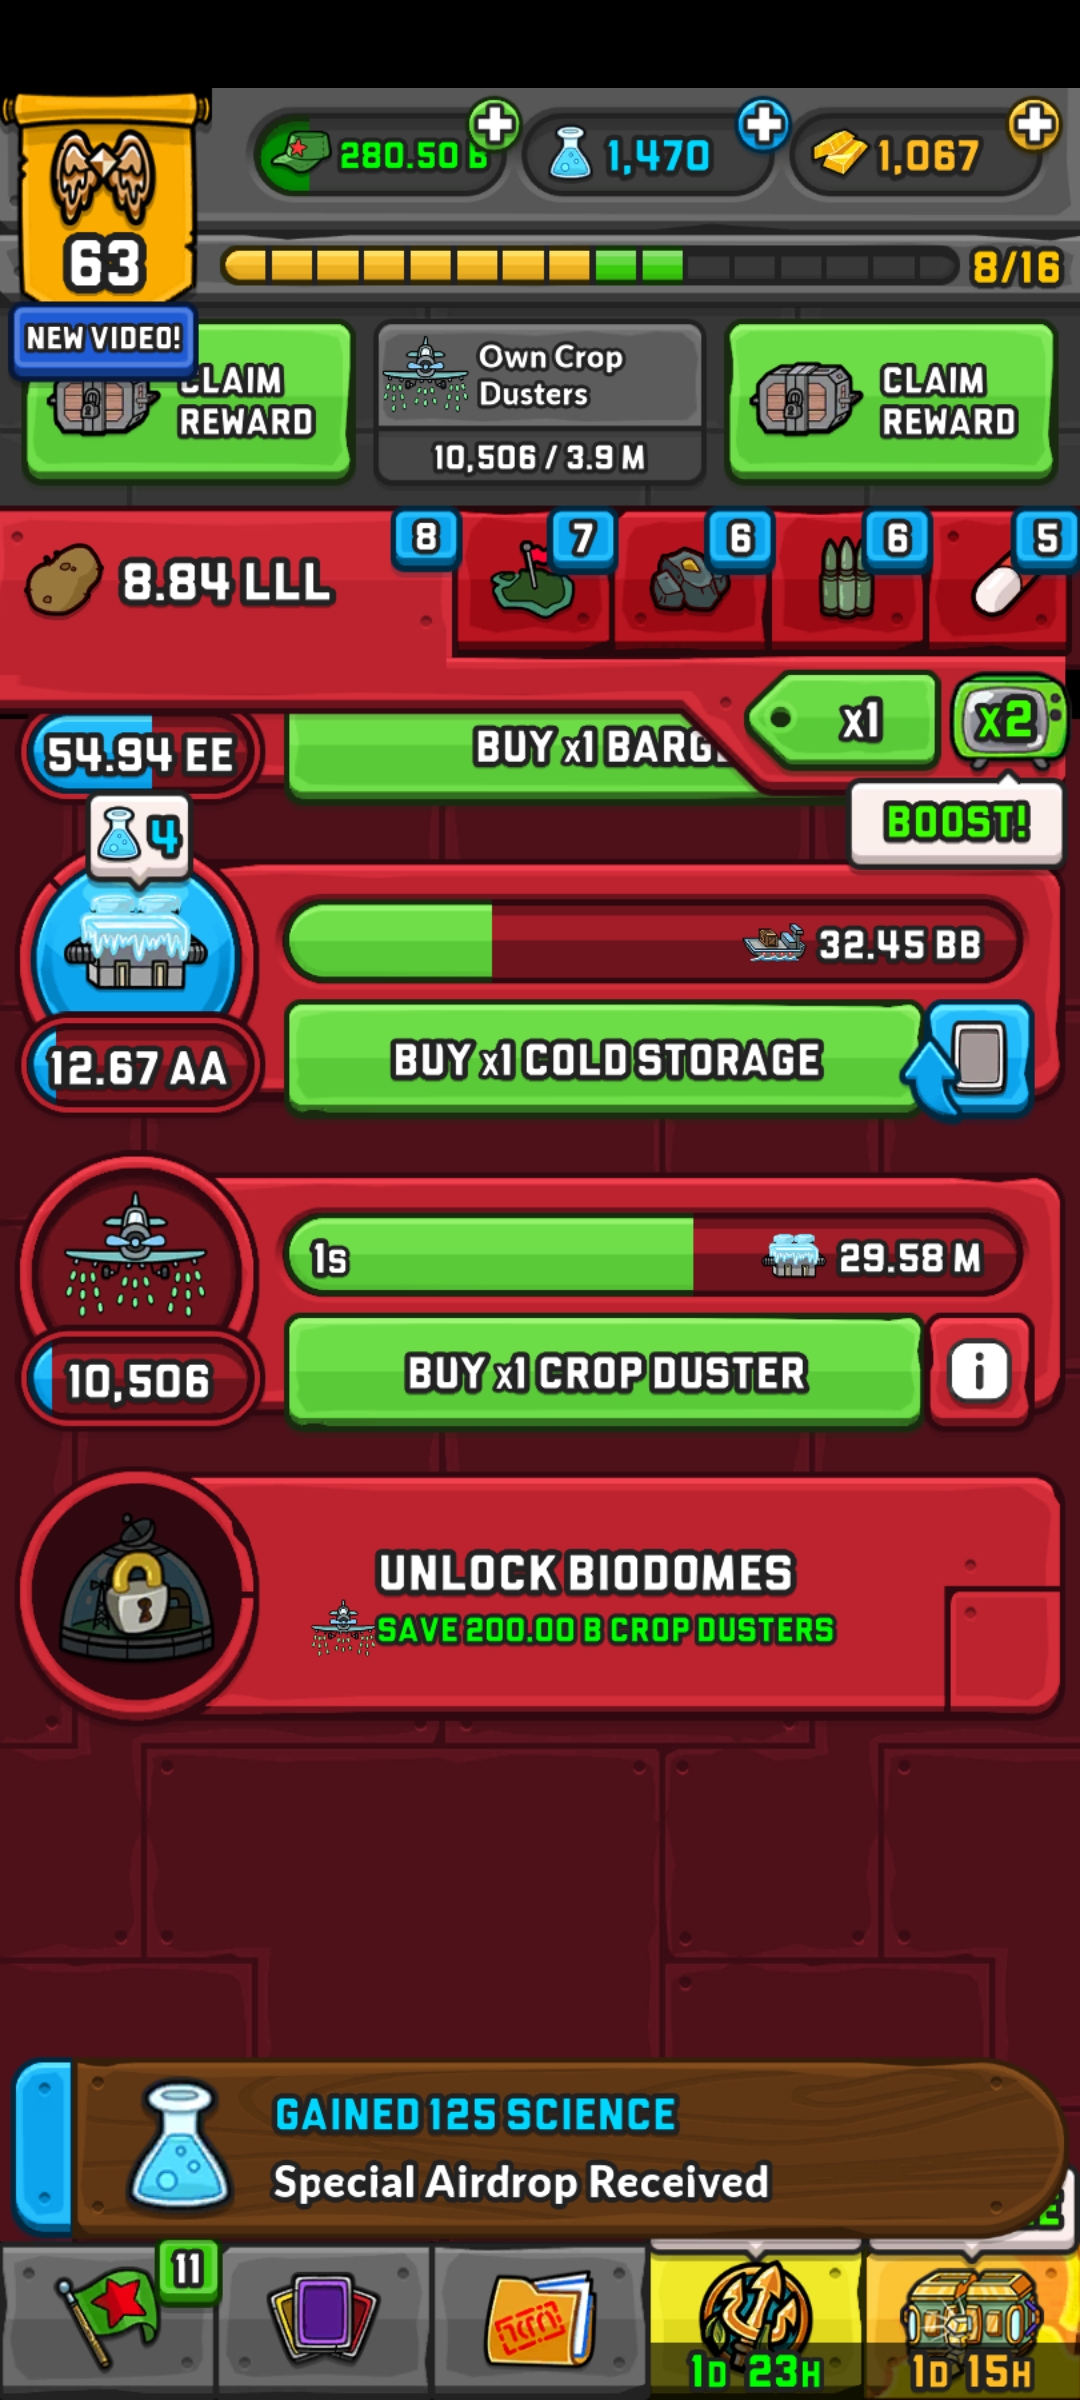 280.50 B
1,470
1,067
63
8/16
NEW VIDEO!
CLAIM
REWARD
Own Crop
Dusters
10,506 / 3.9 M
CLAIM
REWARD
8.84 LLL
8
7
6
6
5
x1
x2
BOOST!
54.94 EE
BUY x1 BARG
4
32.45 BB
12.67 AA
BUY x1 COLD STORAGE
1s
29.58 M
10,506
BUY x1 CROP DUSTER
i
UNLOCK BIODOMES
SAVE 200.00 B CROP DUSTERS
GAINED 125 SCIENCE
Special Airdrop Received
11
1D 23H
1D 15H